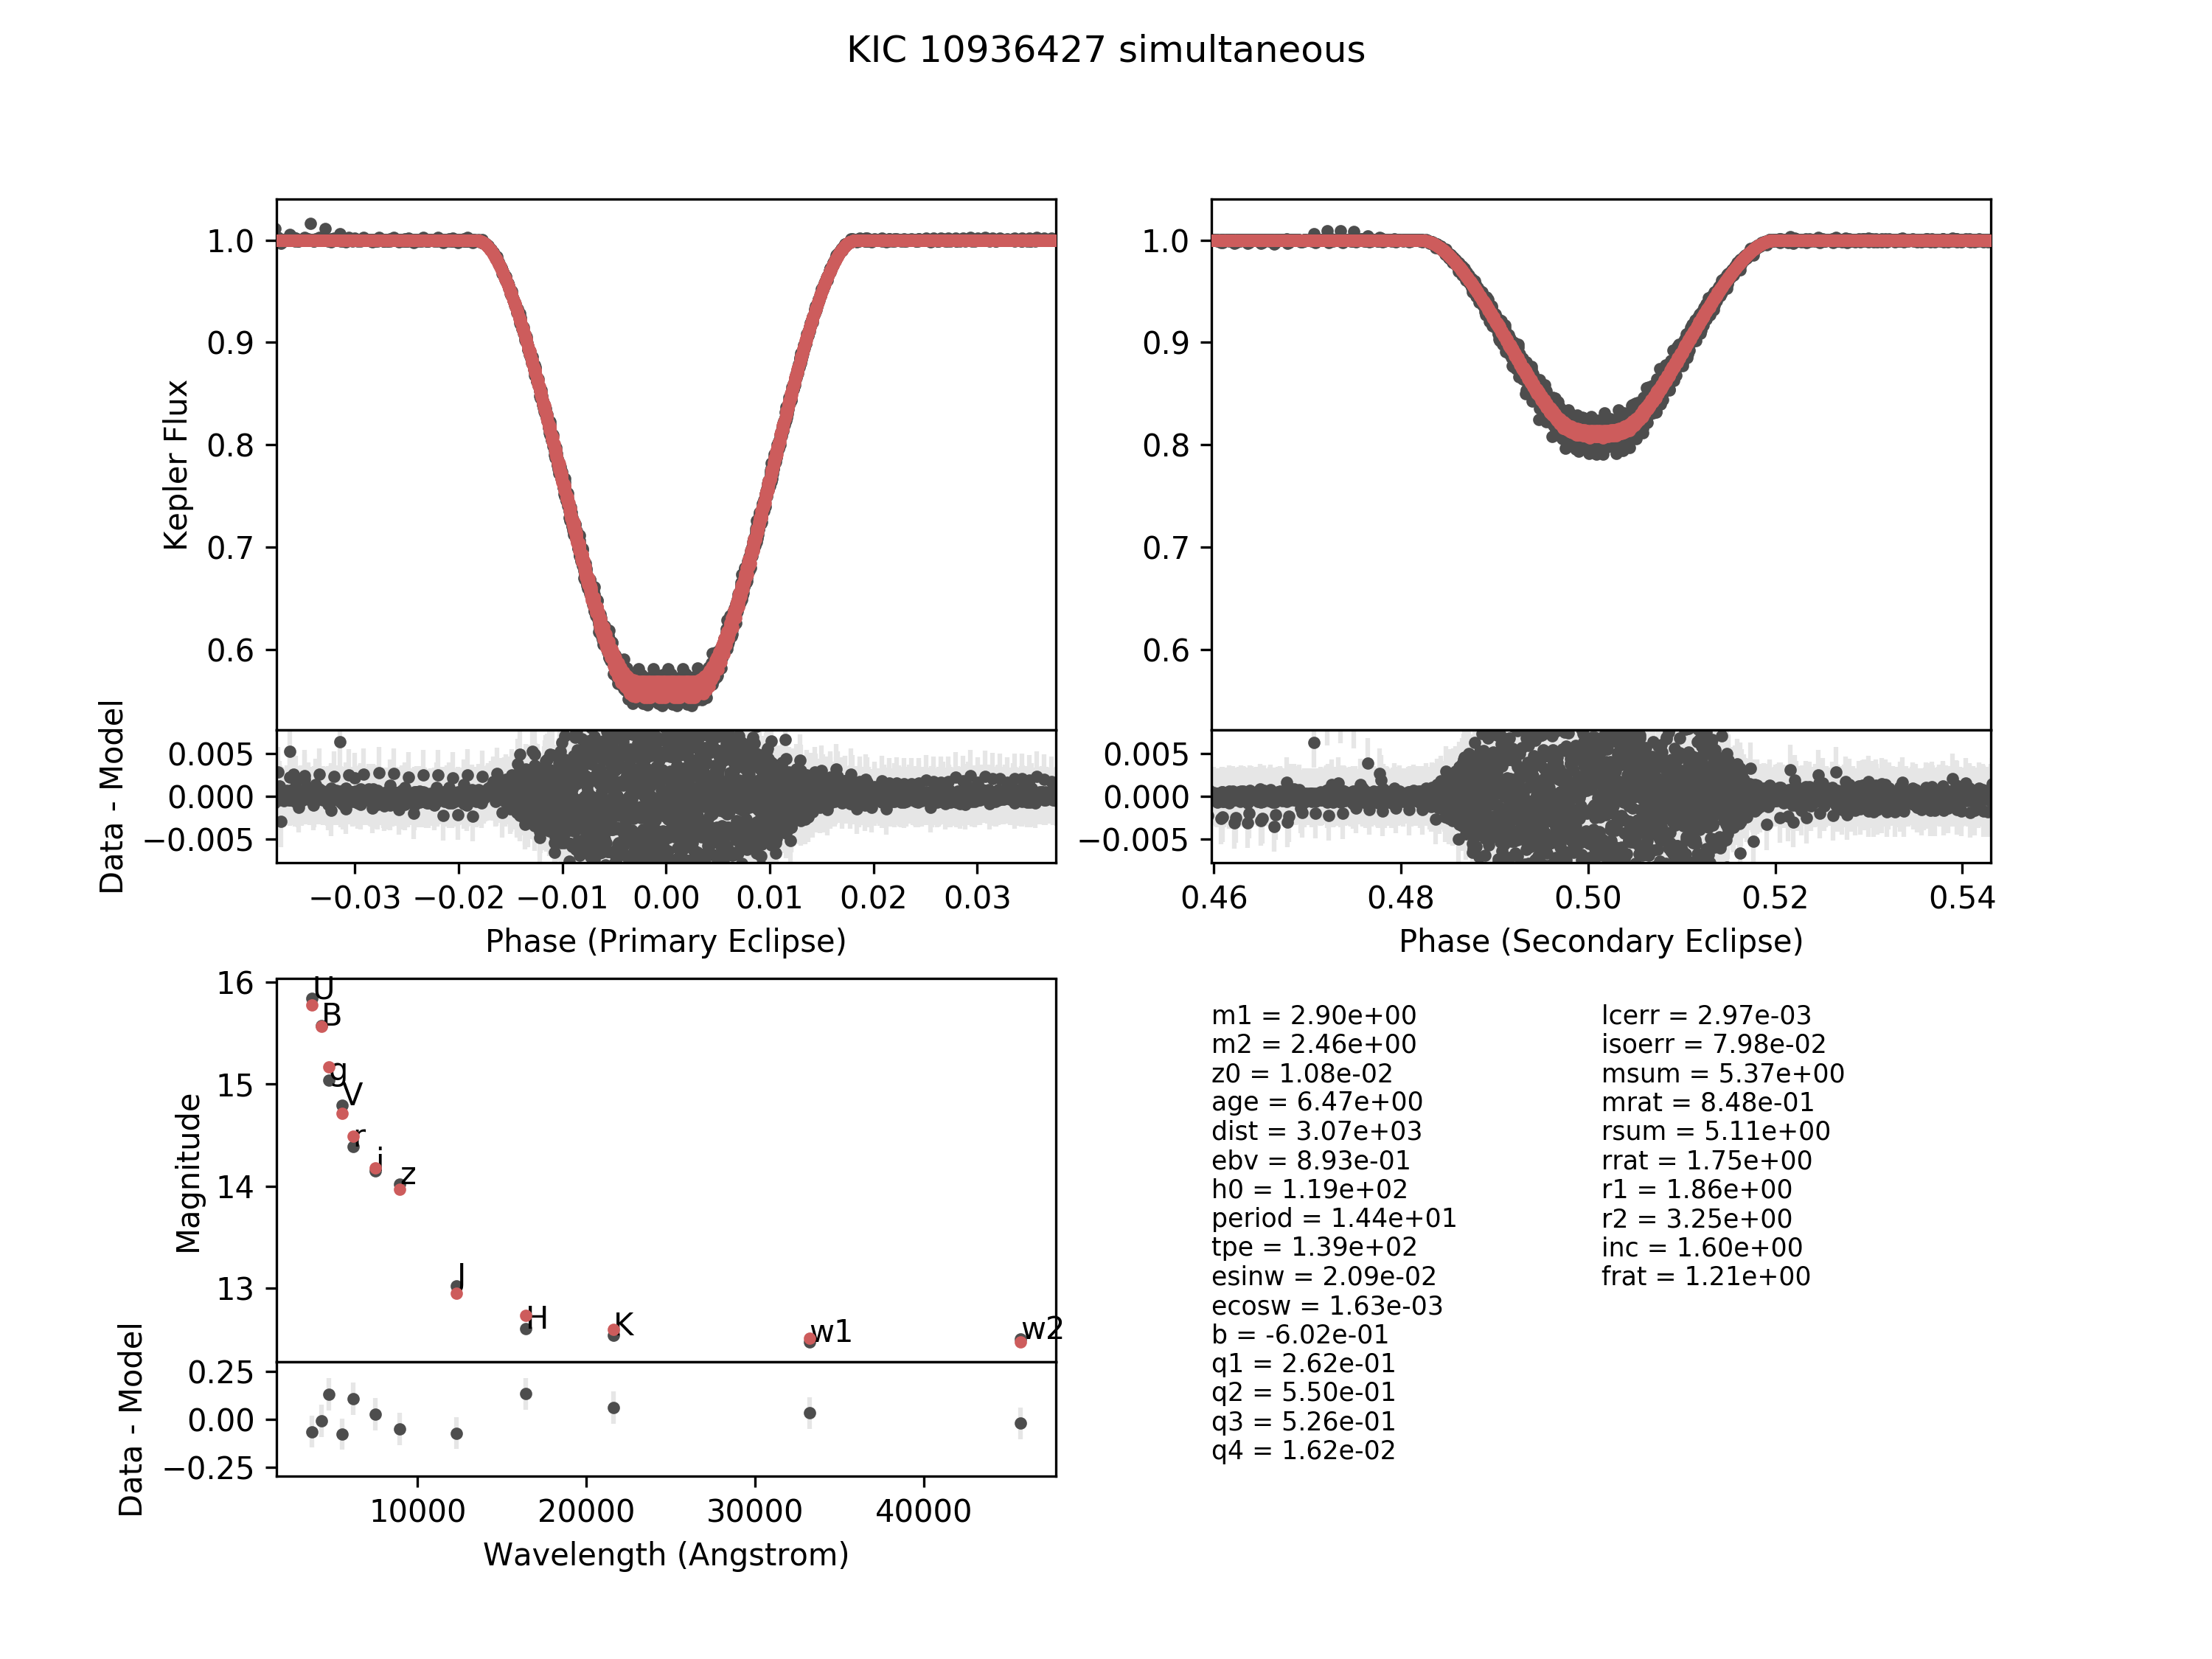 KIC 10936427 simultaneous
Kepler Flux
1.0
0.9
0.8
0.7
0.6
Data - Model
0.005
0.000
−0.005
−0.03 −0.02 −0.01 0.00 0.01 0.02 0.03
Phase (Primary Eclipse)
1.0
0.9
0.8
0.7
0.6
0.005
0.000
−0.005
0.46 0.48 0.50 0.52 0.54
Phase (Secondary Eclipse)
Magnitude
16
15
14
13
U
B
g
V
r
i
z
J
H
K
w1
w2
Data - Model
0.25
0.00
−0.25
10000 20000 30000 40000
Wavelength (Angstrom)
m1 = 2.90e+00
m2 = 2.46e+00
z0 = 1.08e-02
age = 6.47e+00
dist = 3.07e+03
ebv = 8.93e-01
h0 = 1.19e+02
period = 1.44e+01
tpe = 1.39e+02
esinw = 2.09e-02
ecosw = 1.63e-03
b = -6.02e-01
q1 = 2.62e-01
q2 = 5.50e-01
q3 = 5.26e-01
q4 = 1.62e-02
lcerr = 2.97e-03
isoerr = 7.98e-02
msum = 5.37e+00
mrat = 8.48e-01
rsum = 5.11e+00
rrat = 1.75e+00
r1 = 1.86e+00
r2 = 3.25e+00
inc = 1.60e+00
frat = 1.21e+00